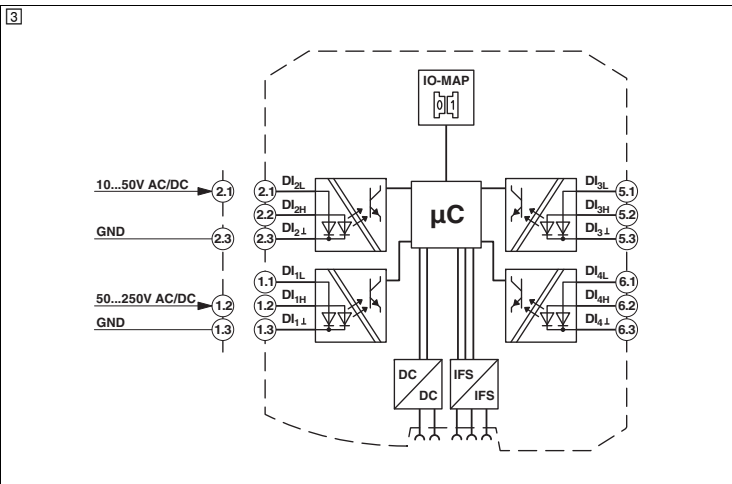 3
IO-MAP
0 1
10...50V AC/DC 2.1 2.1 DI2L
2.2 DI2H
GND 2.3 2.3 DI2⊥
µC
DI3L 5.1
DI3H 5.2
DI3⊥ 5.3
1.1 DI1L
50...250V AC/DC 1.2 1.2 DI1H
GND 1.3 1.3 DI1⊥
DI4L 6.1
DI4H 6.2
DI4⊥ 6.3
DC
DC
IFS
IFS